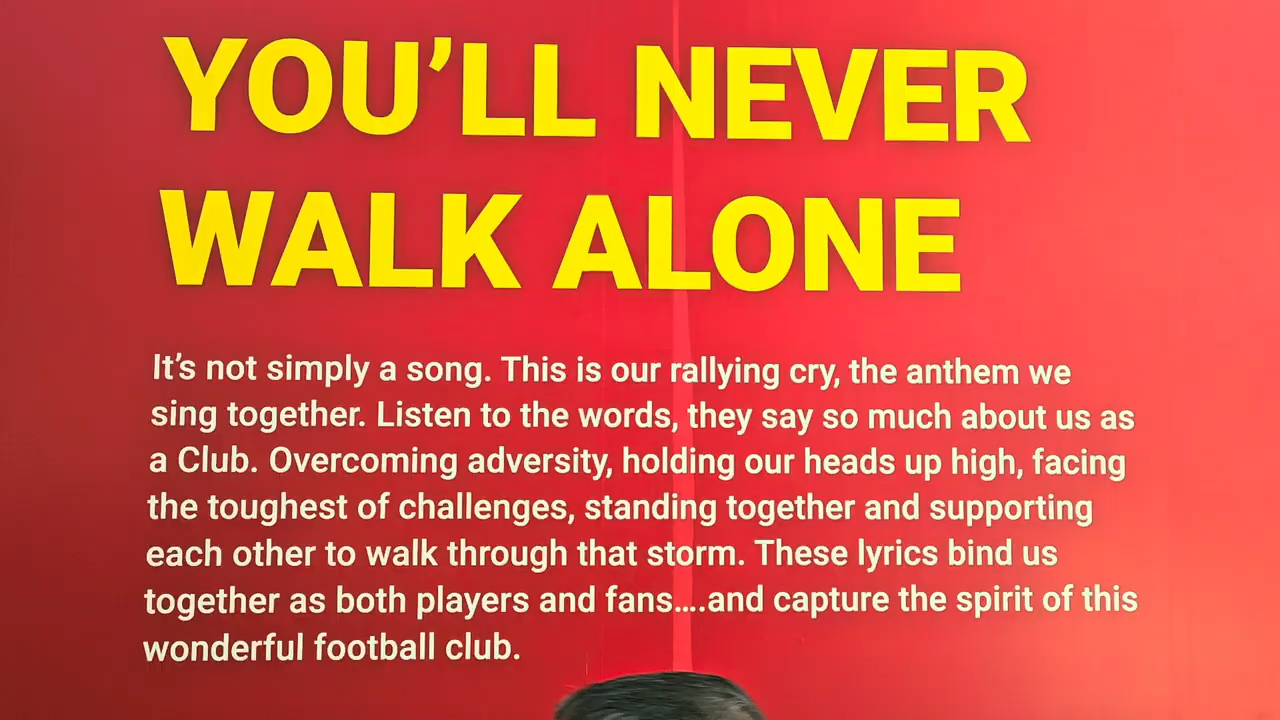 YOU’LL NEVER
WALK ALONE
It’s not simply a song. This is our rallying cry, the anthem we
sing together. Listen to the words, they say so much about us as
a Club. Overcoming adversity, holding our heads up high, facing
the toughest of challenges, standing together and supporting
each other to walk through that storm. These lyrics bind us
together as both players and fans....and capture the spirit of this
wonderful football club.